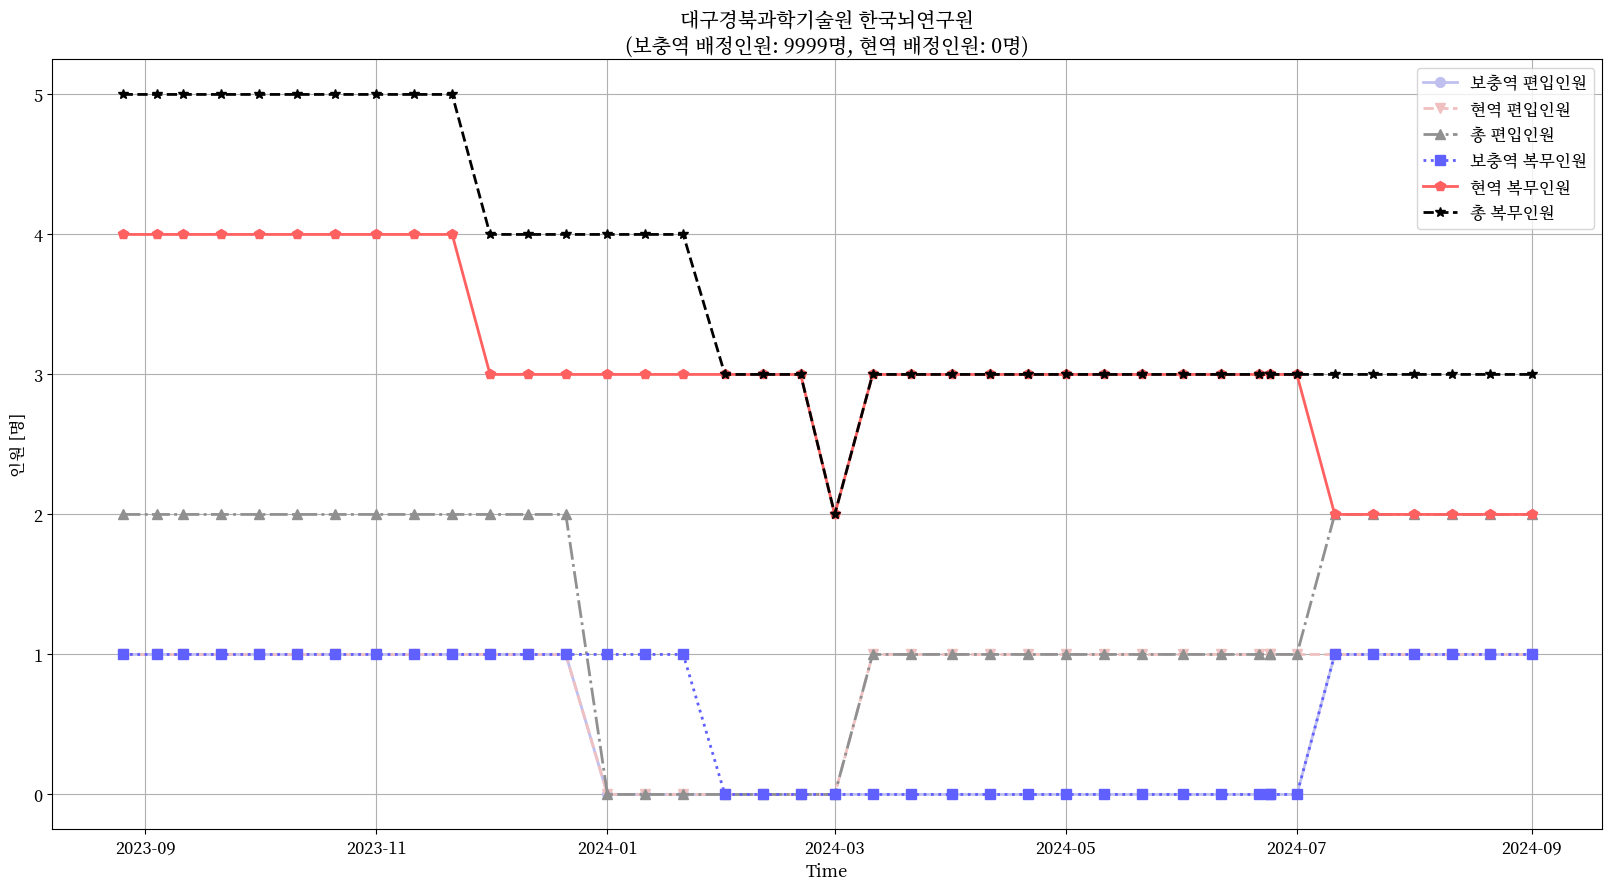 대구경북과학기술원 한국뇌연구원
(보충역 배정인원: 9999명, 현역 배정인원: 0명)
보충역 편입인원
현역 편입인원
총 편입인원
보충역 복무인원
현역 복무인원
총 복무인원
인원 [명]
5
4
3
2
1
0
2023-09
2023-11
2024-01
2024-03
2024-05
2024-07
2024-09
Time